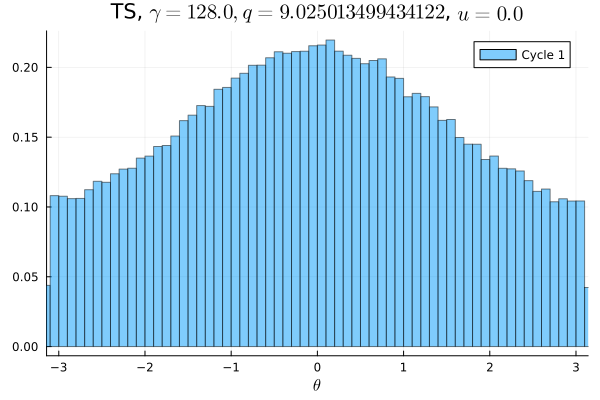 TS, γ = 128.0, q = 9.025013499434122, u = 0.0
Cycle 1
0.20
0.15
0.10
0.05
0.00
−3 −2 −1 0 1 2 3
θ